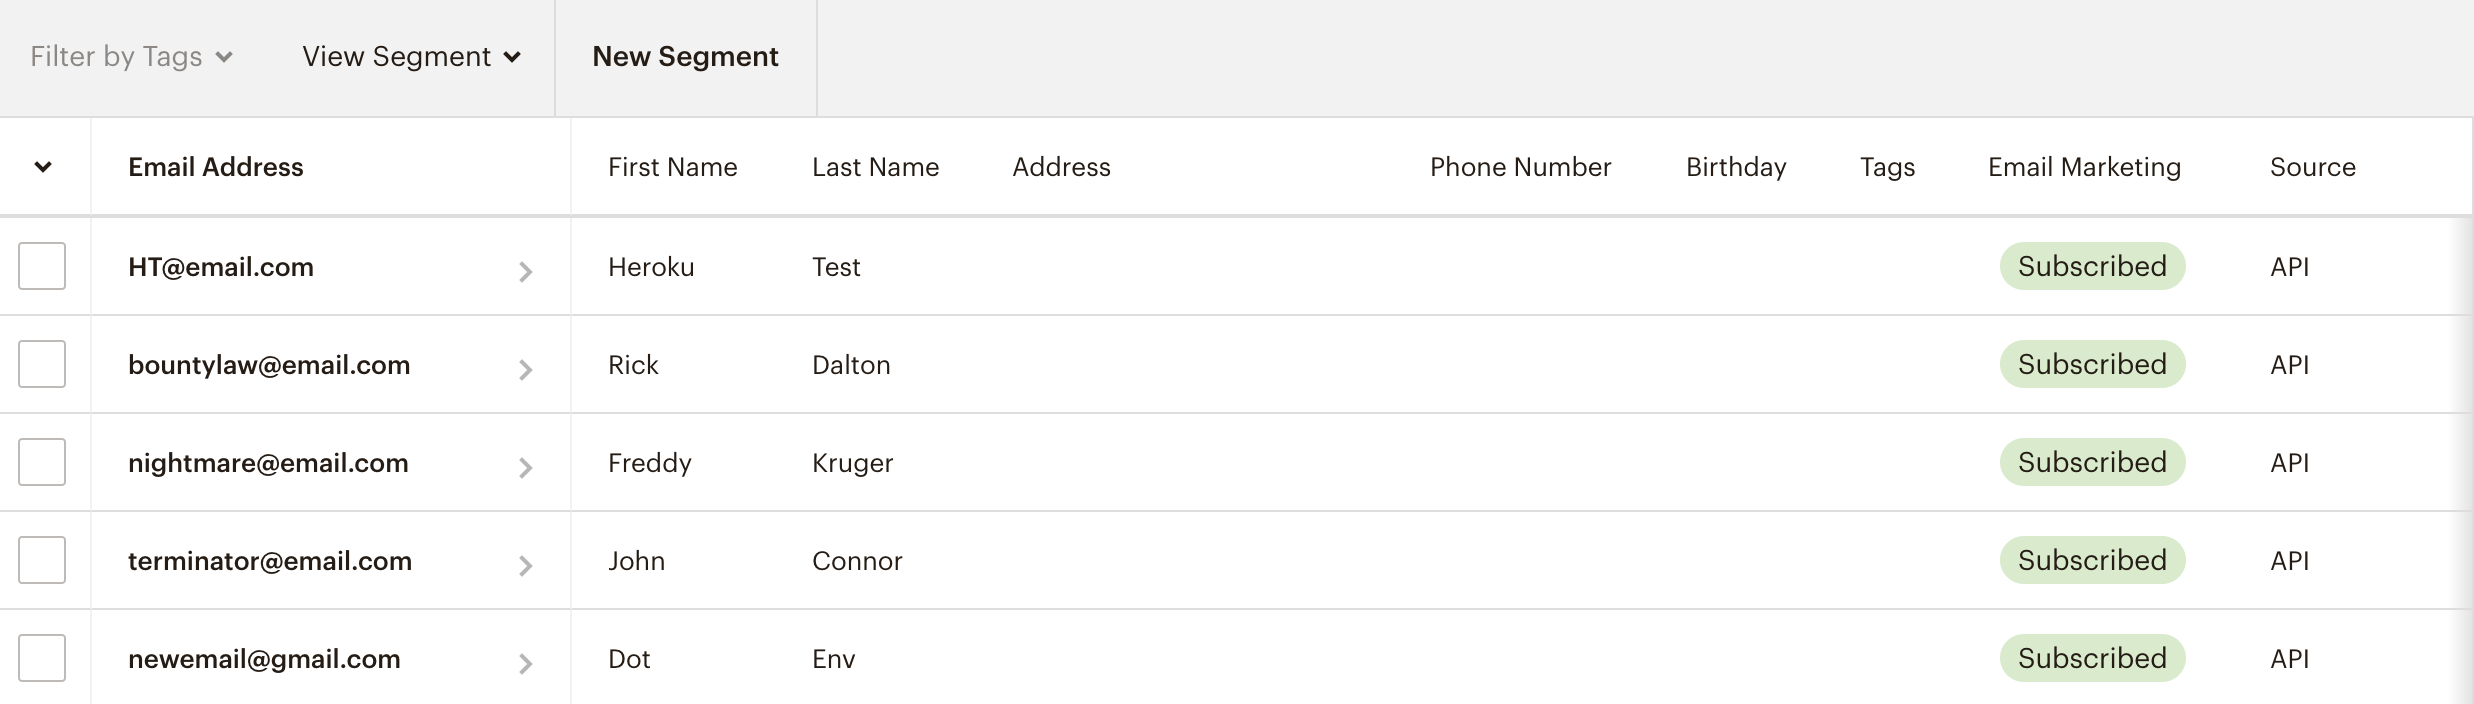 Filter by Tags View Segment New Segment
Email Address First Name Last Name Address Phone Number Birthday Tags Email Marketing Source
HT@email.com Heroku Test Subscribed API
bountylaw@email.com Rick Dalton Subscribed API
nightmare@email.com Freddy Kruger Subscribed API
terminator@email.com John Connor Subscribed API
newemail@gmail.com Dot Env Subscribed API